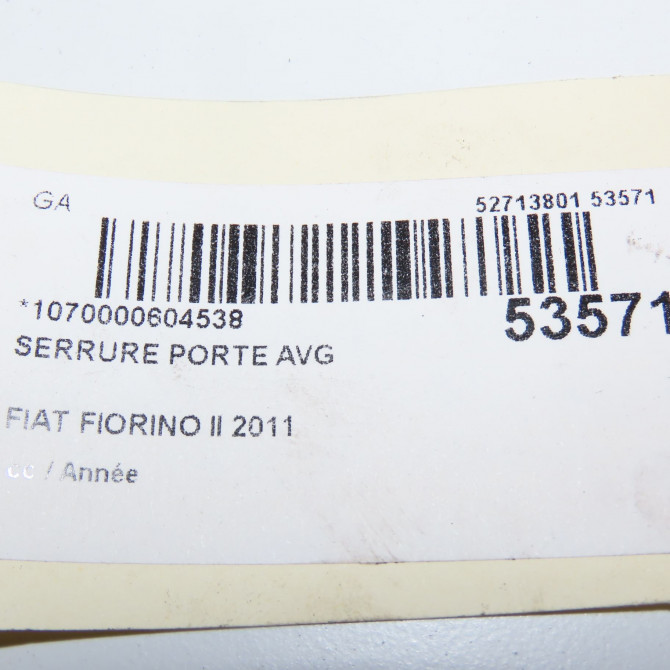 GA
52713801 53571
*1070000604538
53571
SERRURE PORTE AVG
FIAT FIORINO II 2011
cc / Année